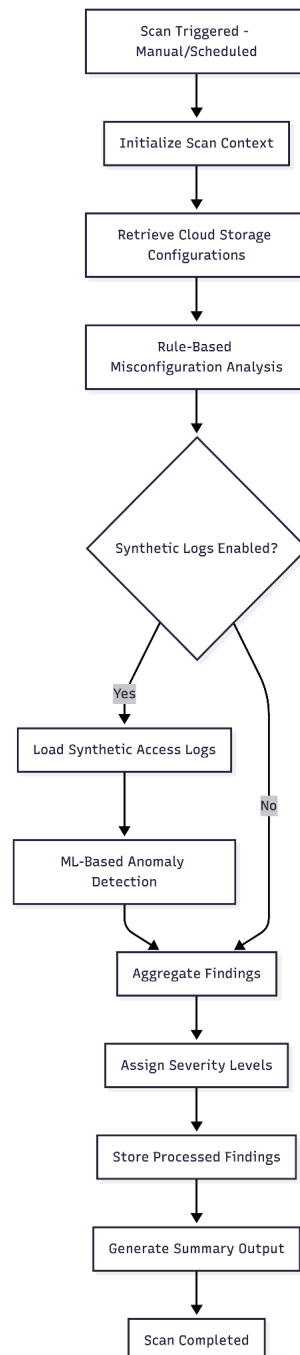 Scan Triggered -
Manual/Scheduled
Initialize Scan Context
Retrieve Cloud Storage
Configurations
Rule-Based
Misconfiguration Analysis
Synthetic Logs Enabled?
Yes
Load Synthetic Access Logs
No
ML-Based Anomaly
Detection
Aggregate Findings
Assign Severity Levels
Store Processed Findings
Generate Summary Output
Scan Completed